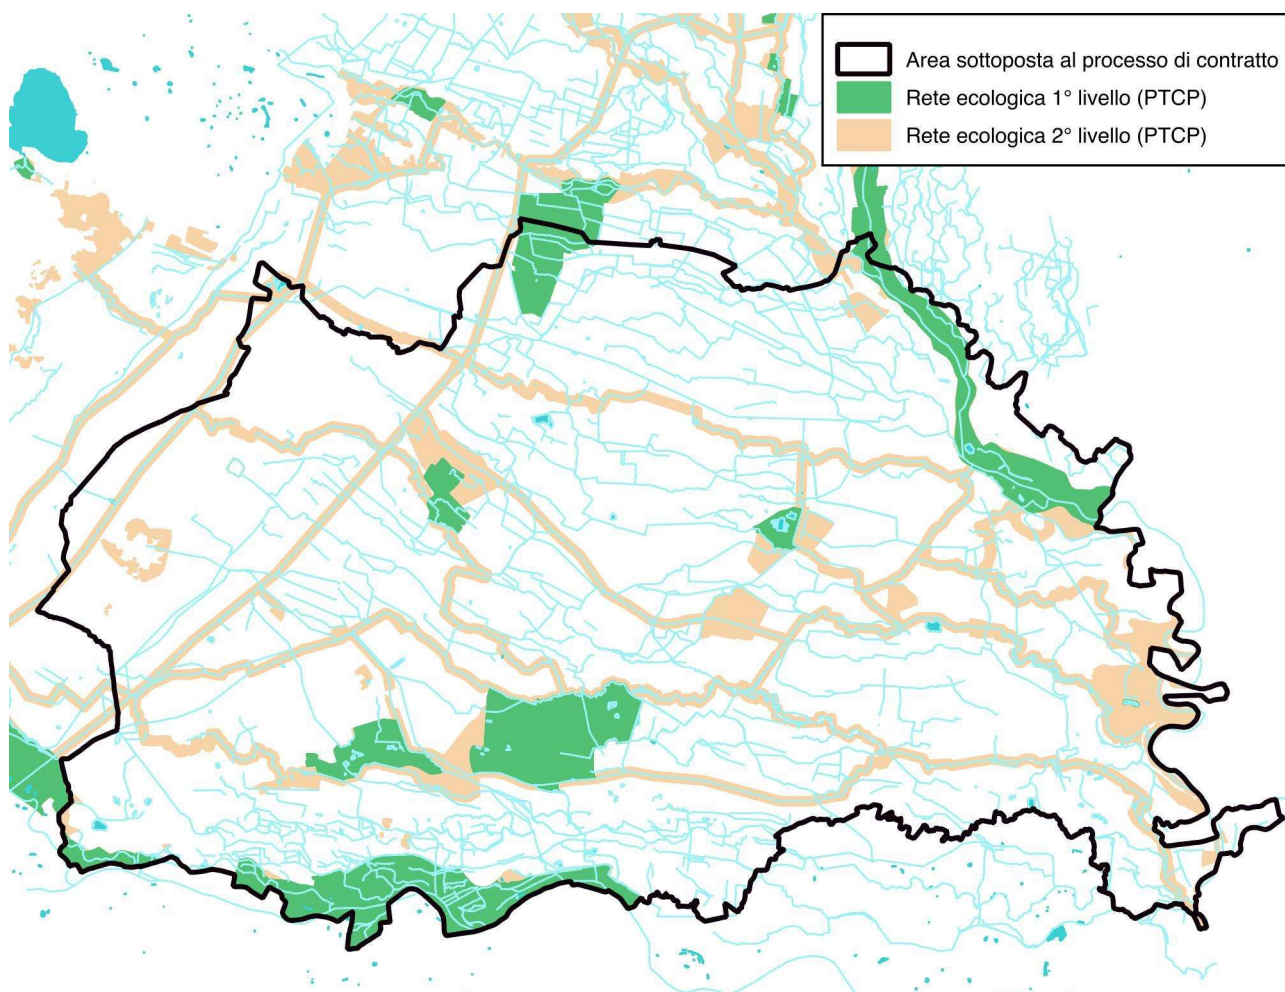 Area sottoposta al processo di contratto
Rete ecologica 1° livello (PTCP)
Rete ecologica 2° livello (PTCP)